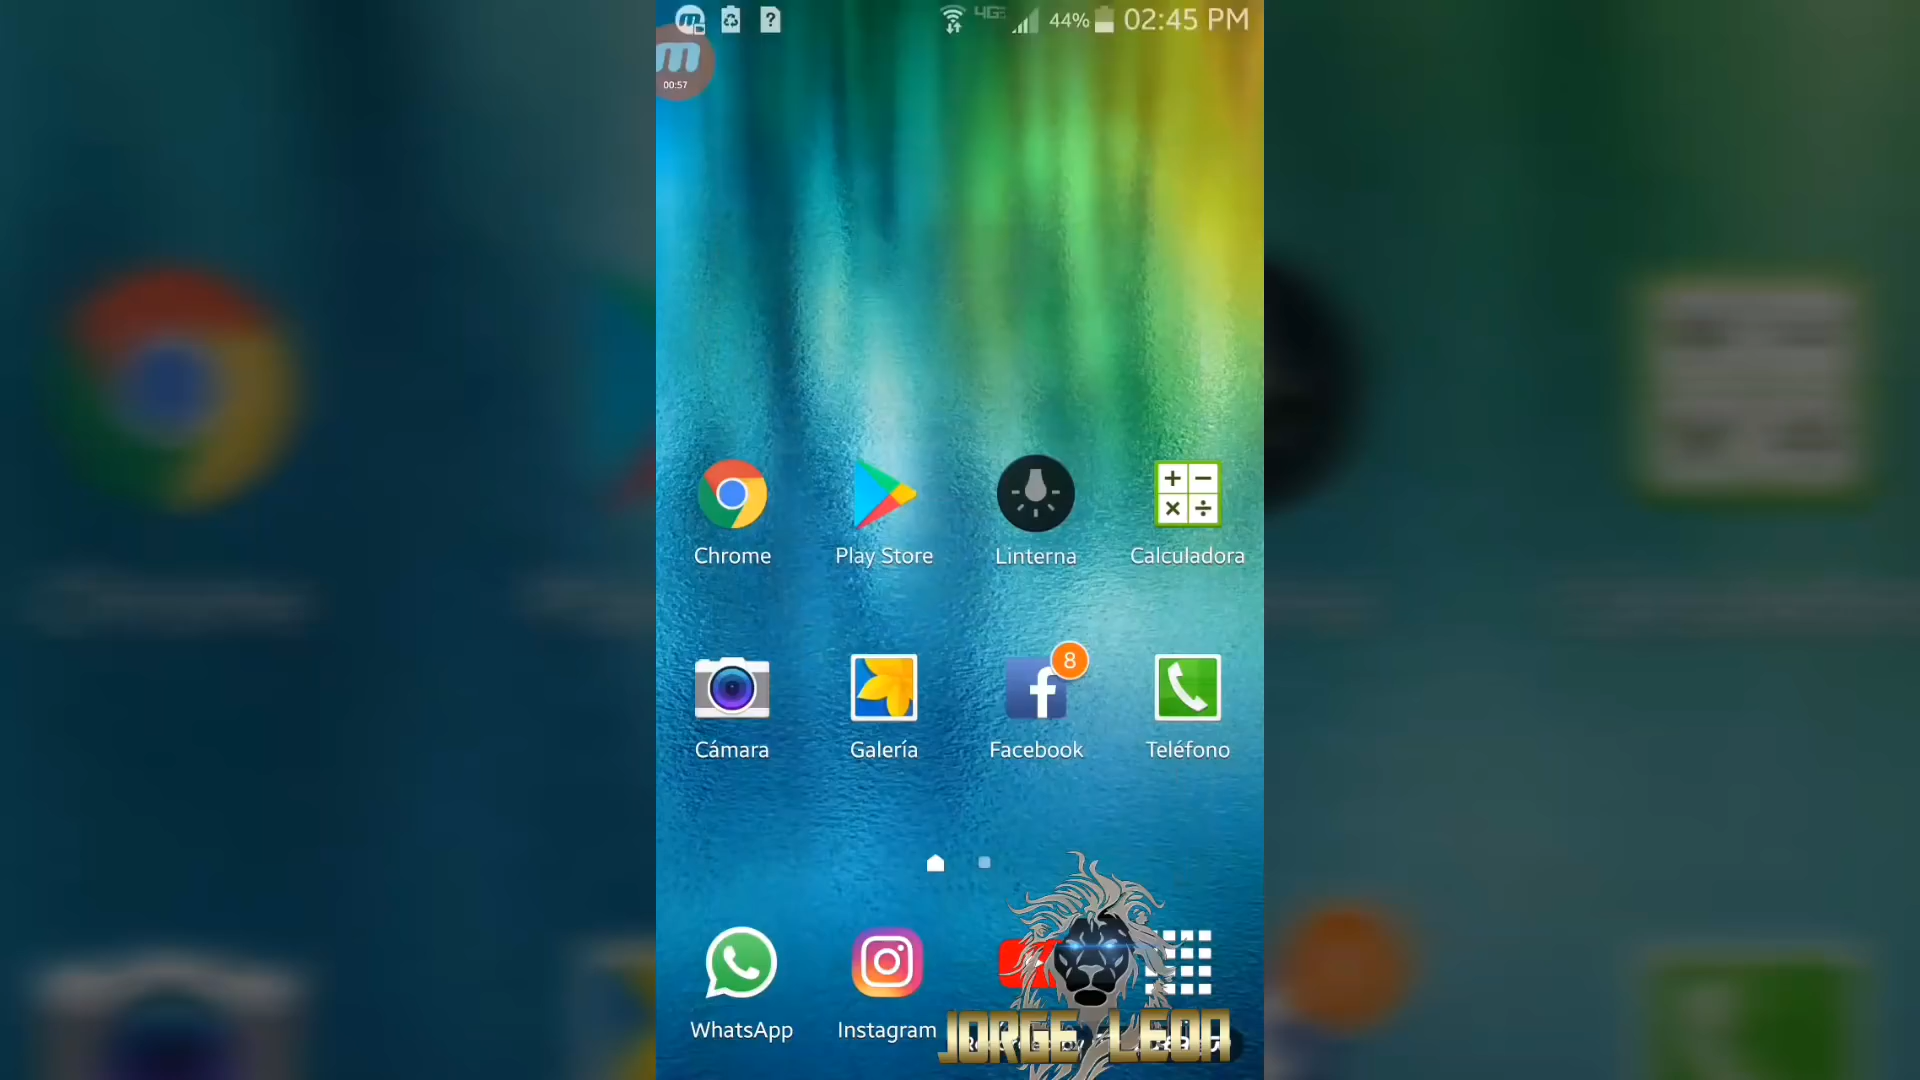 4G 44% 02:45 PM
m
00:57
Chrome Play Store Linterna Calculadora
8
Cámara Galería Facebook Teléfono
WhatsApp Instagram
JORGE LEON